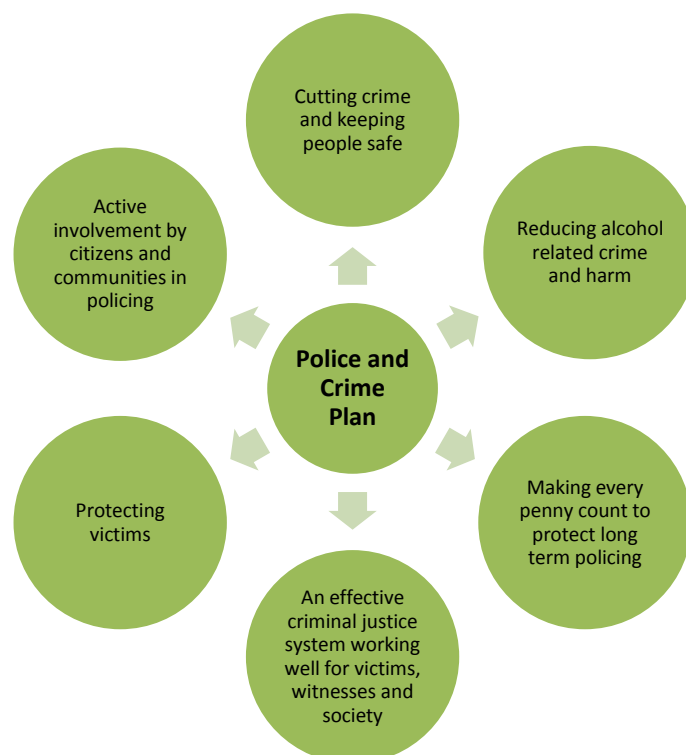 Cutting crime
and keeping
people safe
Active
involvement by
citizens and
communities in
policing
Reducing alcohol
related crime
and harm
Police and
Crime
Plan
Protecting
victims
Making every
penny count to
protect long
term policing
An effective
criminal justice
system working
well for victims,
witnesses and
society